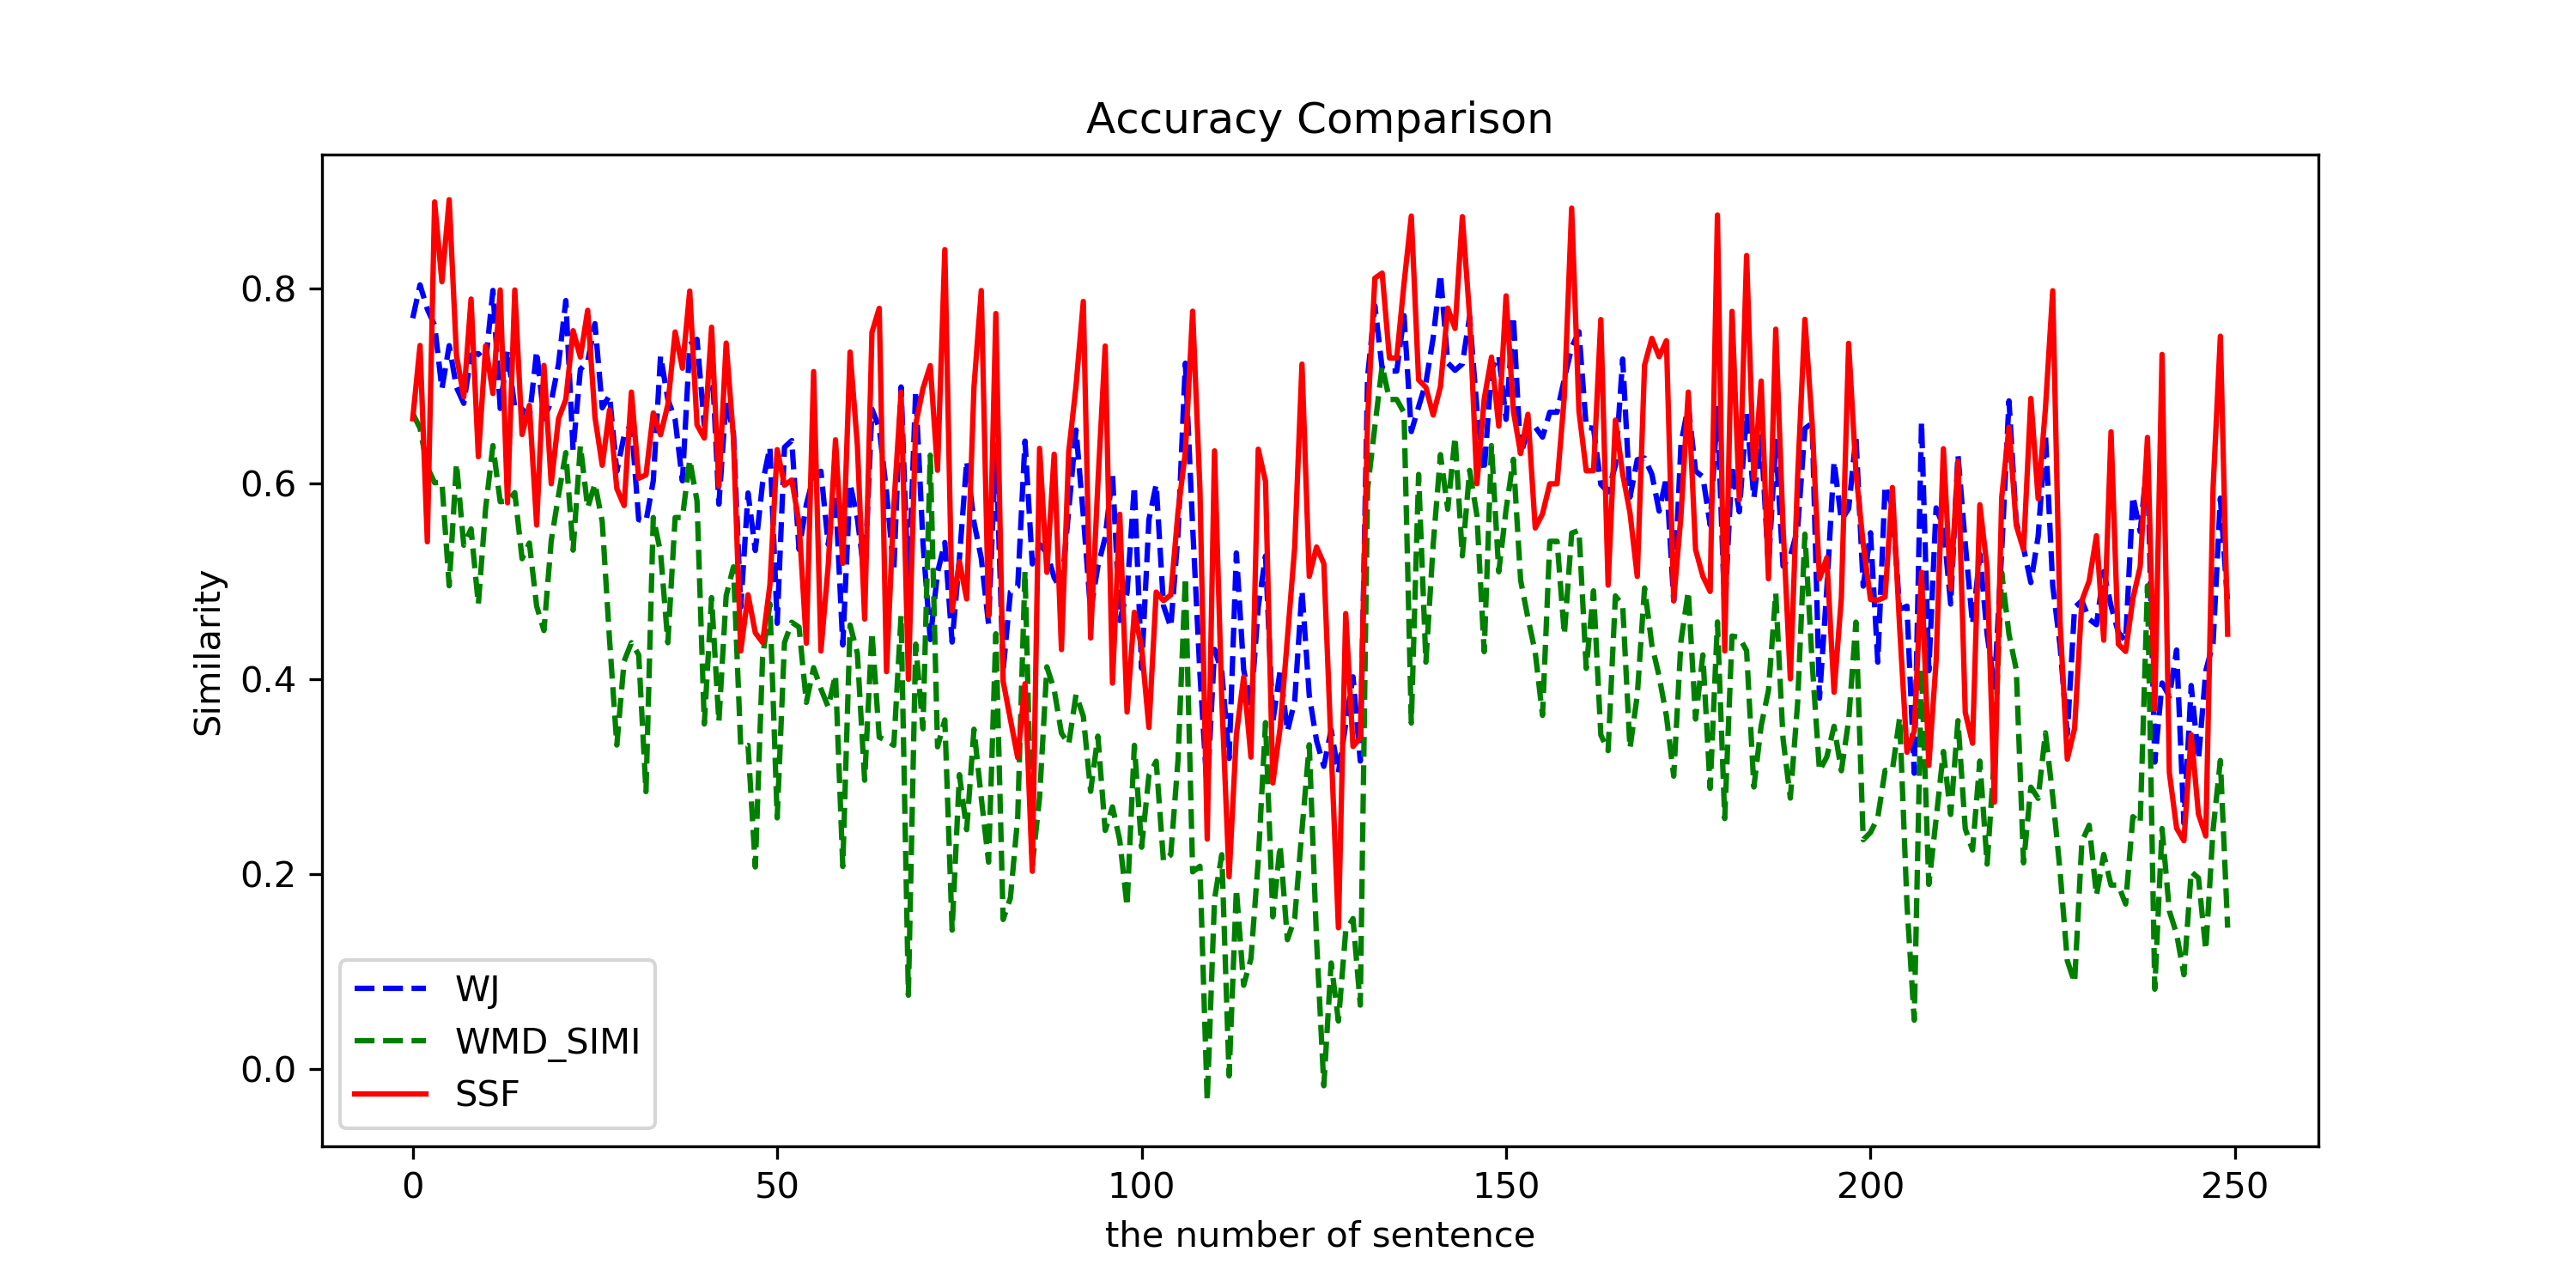 Accuracy Comparison
Similarity
0.8
0.6
0.4
0.2
0.0
WJ
WMD_SIMI
SSF
0 50 100 150 200 250
the number of sentence